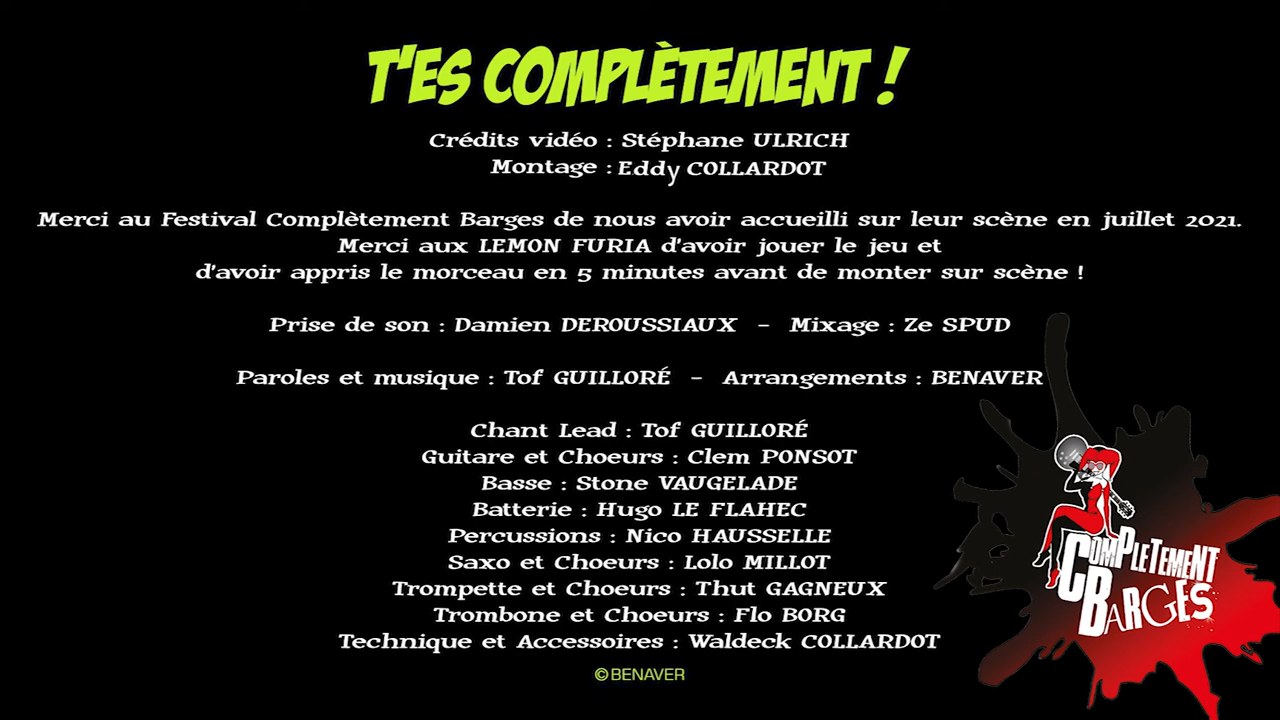 T'ES COMPLÈTEMENT !
Crédits vidéo : Stéphane ULRICH
Montage : Eddy COLLARDOT
Merci au Festival Complètement Barges de nous avoir accueilli sur leur scène en juillet 2021.
Merci aux LEMON FURIA d'avoir jouer le jeu et
d'avoir appris le morceau en 5 minutes avant de monter sur scène !
Prise de son : Damien DEROUSSIAUX - Mixage : Ze SPUD
Paroles et musique : Tof GUILLORÉ - Arrangements : BENAVER
Chant Lead : Tof GUILLORÉ
Guitare et Choeurs : Clem PONSOT
Basse : Stone VAUGELADE
Batterie : Hugo LE FLAHEC
Percussions : Nico HAUSSELLE
Saxo et Choeurs : Lolo MILLOT
Trompette et Choeurs : Thut GAGNEUX
Trombone et Choeurs : Flo BORG
Technique et Accessoires : Waldeck COLLARDOT
©BENAVER
COMPLETEMENT
BARGES